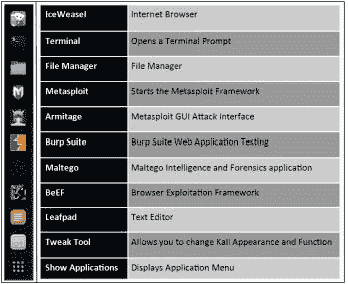 IceWeasel Internet Browser
Terminal Opens a Terminal Prompt
File Manager File Manager
Metasploit Starts the Metasploit Framework
Armitage Metasploit GUI Attack interface
Burp Suite Burp Suite Web Application Testing
Maltego Maltego Intelligence and Forensics application
BeEF Browser Exploitation Framework
Leafpad Text Editor
Tweak Tool Allows you to change Kali Appearance and Function
Show Applications Displays Application Menu